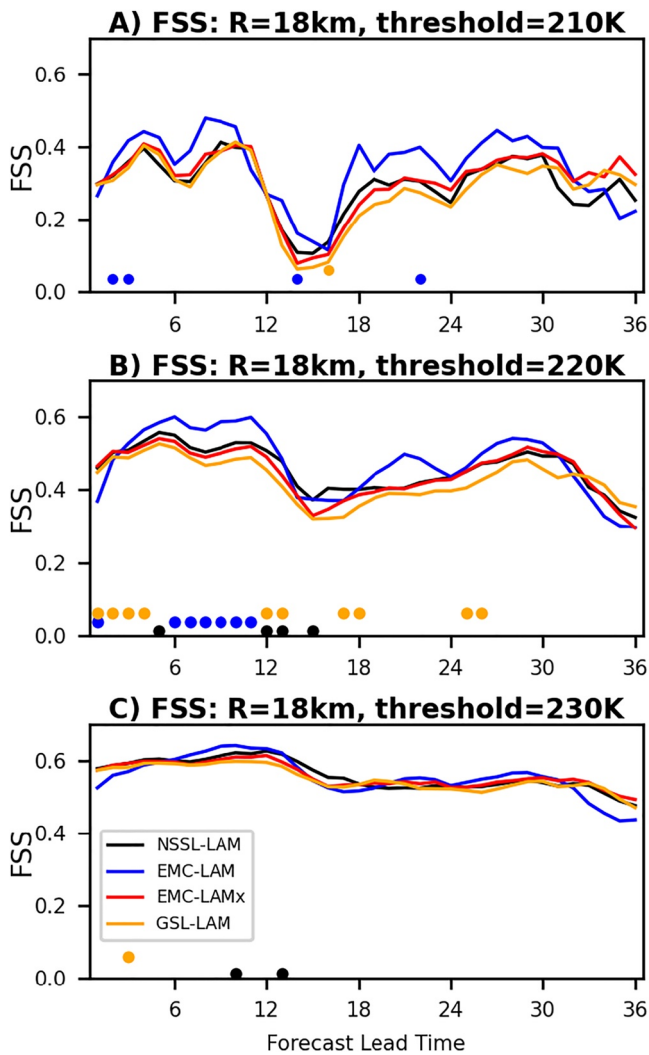 A) FSS: R=18km, threshold=210K
0.6
0.4
0.2
0.0
FSS
6 12 18 24 30 36
B) FSS: R=18km, threshold=220K
0.6
0.4
0.2
0.0
FSS
6 12 18 24 30 36
C) FSS: R=18km, threshold=230K
0.6
0.4
0.2
0.0
FSS
NSSL-LAM
EMC-LAM
EMC-LAMx
GSL-LAM
6 12 18 24 30 36
Forecast Lead Time